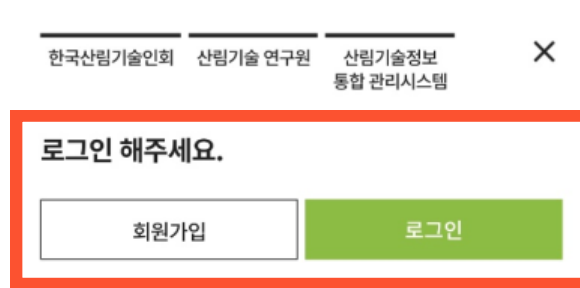 한국산림기술인회 산림기술 연구원 산림기술정보
통합 관리시스템
로그인 해주세요.
회원가입 로그인